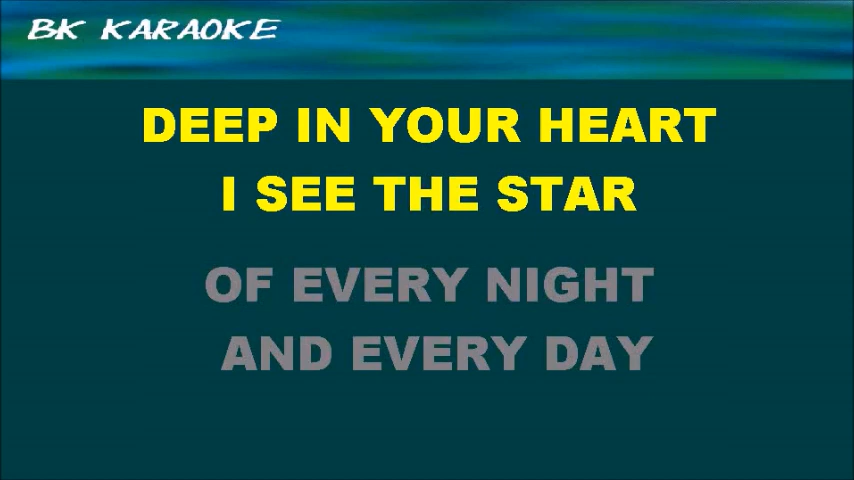 BK KARAOKE
DEEP IN YOUR HEART
I SEE THE STAR
OF EVERY NIGHT
AND EVERY DAY